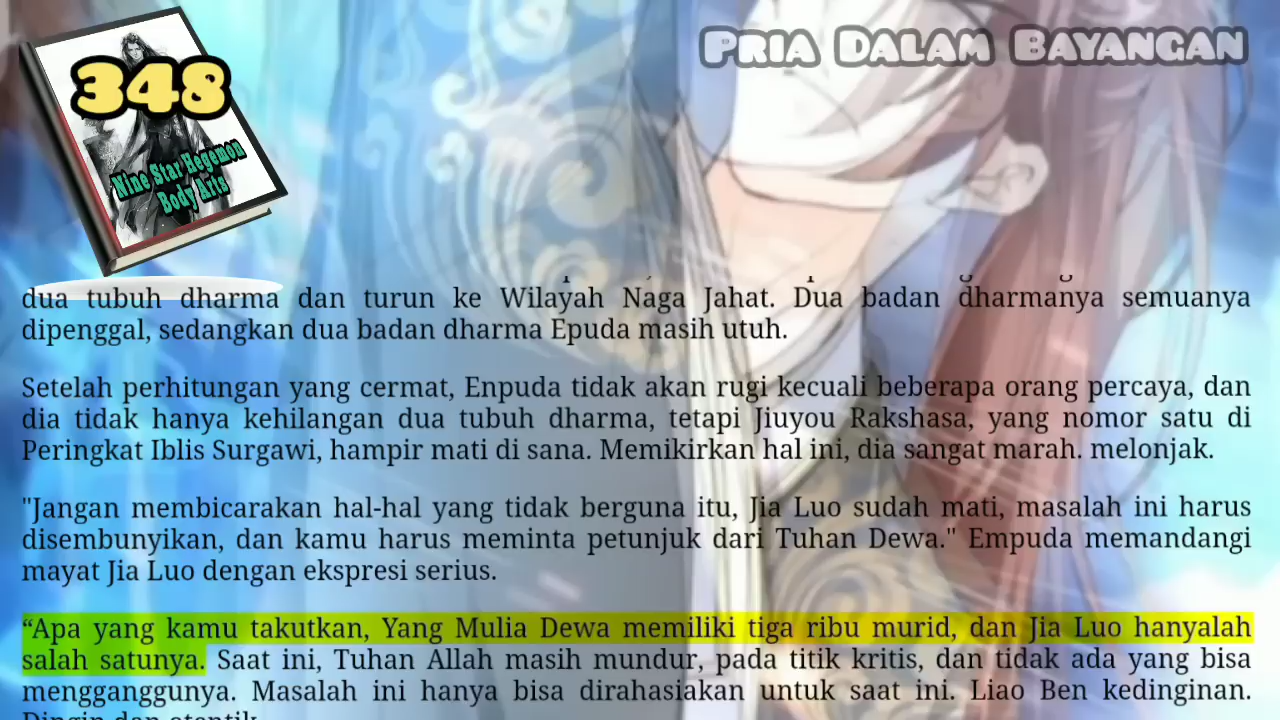 348
Nine Star Hegemon
Body Arts
PRIA DALAM BAYANGAN
dua tubuh dharma dan turun ke Wilayah Naga Jahat. Dua badan dharmanya semuanya
dipenggal, sedangkan dua badan dharma Epuda masih utuh.
Setelah perhitungan yang cermat, Enpuda tidak akan rugi kecuali beberapa orang percaya, dan
dia tidak hanya kehilangan dua tubuh dharma, tetapi Jiuyou Rakshasa, yang nomor satu di
Peringkat Iblis Surgawi, hampir mati di sana. Memikirkan hal ini, dia sangat marah. melonjak.
"Jangan membicarakan hal-hal yang tidak berguna itu, Jia Luo sudah mati, masalah ini harus
disembunyikan, dan kamu harus meminta petunjuk dari Tuhan Dewa." Empuda memandangi
mayat Jia Luo dengan ekspresi serius.
“Apa yang kamu takutkan, Yang Mulia Dewa memiliki tiga ribu murid, dan Jia Luo hanyalah
salah satunya. Saat ini, Tuhan Allah masih mundur, pada titik kritis, dan tidak ada yang bisa
mengganggunya. Masalah ini hanya bisa dirahasiakan untuk saat ini. Liao Ben kedinginan.
Dingin dan otentik